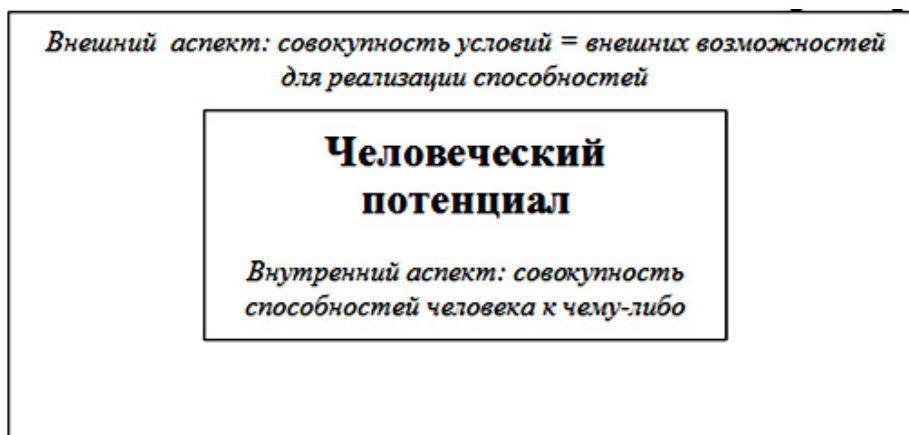 Внешний аспект: совокупность условий = внешних возможностей
для реализации способностей
Человеческий
потенциал
Внутренний аспект: совокупность
способностей человека к чему-либо